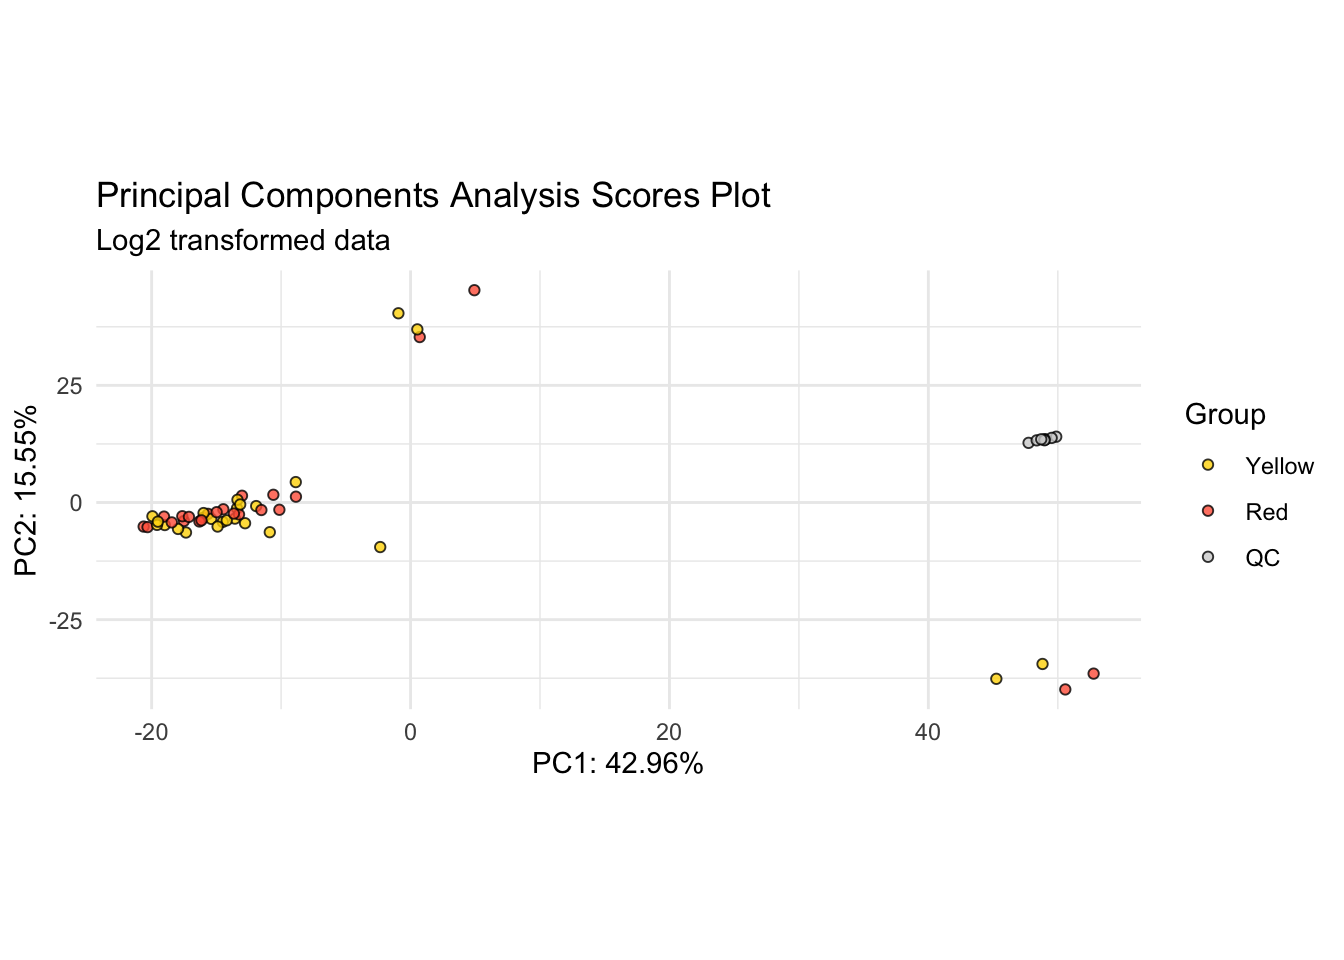 Principal Components Analysis Scores Plot
Log2 transformed data
25
0
-25
PC2: 15.55%
-20
0
20
40
PC1: 42.96%
Group
Yellow
Red
QC